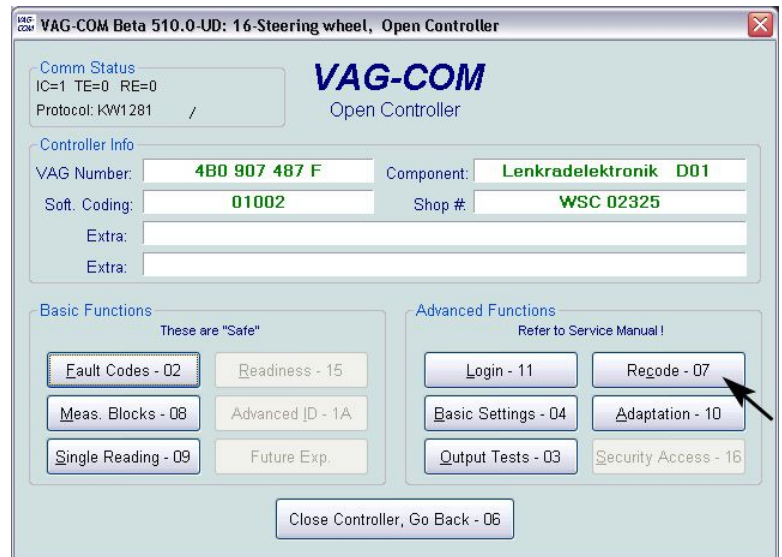 VAG-COM VAG-COM Beta 510.0-UD: 16-Steering wheel, Open Controller
Comm Status
IC=1 TE=0 RE=0
Protocol: KW1281 /
VAG-COM
Open Controller
Controller Info
VAG Number: 4B0 907 487 F Component: Lenkradelektronik D01
Soft. Coding: 01002 Shop #: WSC 02325
Extra:
Extra:
Basic Functions
These are "Safe"
Fault Codes - 02 Readiness - 15
Meas. Blocks - 08 Advanced ID - 1A
Single Reading - 09 Future Exp.
Advanced Functions
Refer to Service Manual !
Login - 11 Recode - 07
Basic Settings - 04 Adaptation - 10
Output Tests - 03 Security Access - 16
Close Controller, Go Back - 06